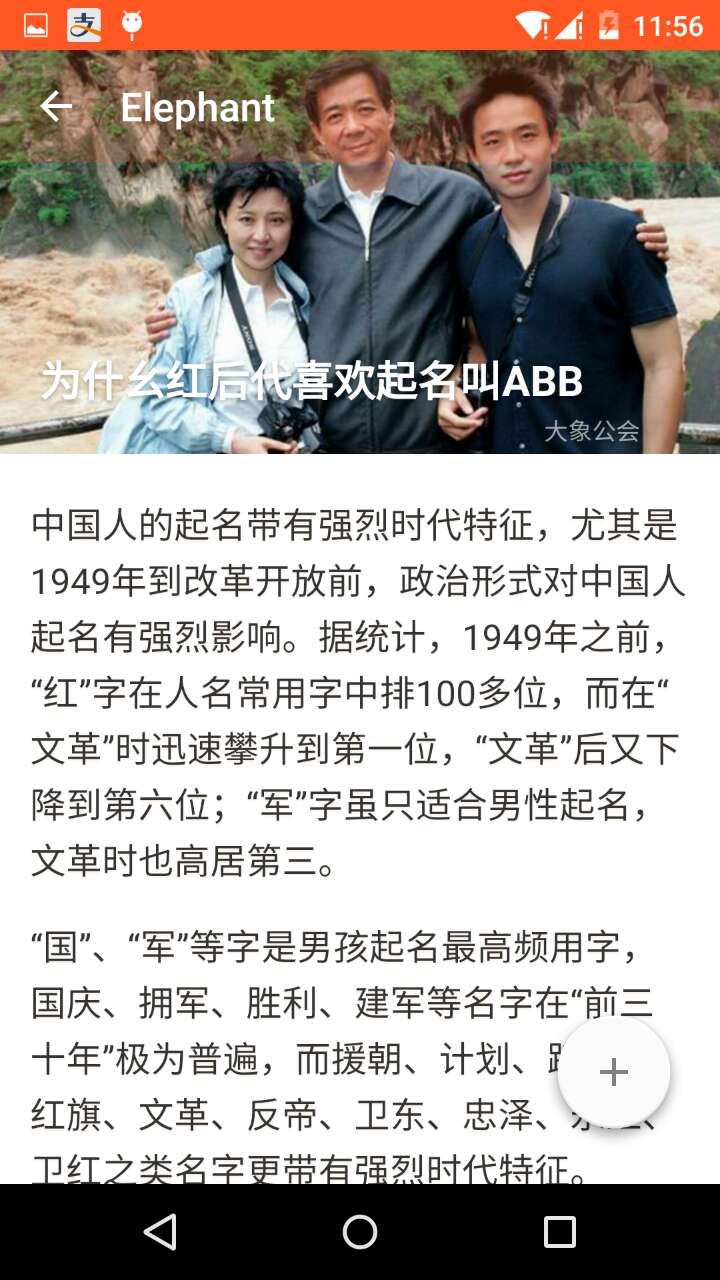 11:56
Elephant
为什么红后代喜欢起名叫ABB
大象公会
中国人的起名带有强烈时代特征，尤其是
1949年到改革开放前，政治形式对中国人
起名有强烈影响。据统计，1949年之前，
“红”字在人名常用字中排100多位，而在“
文革”时迅速攀升到第一位，“文革”后又下
降到第六位；“军”字虽只适合男性起名，
文革时也高居第三。
“国”、“军”等字是男孩起名最高频用字，
国庆、拥军、胜利、建军等名字在“前三
十年”极为普遍，而援朝、计划、
红旗、文革、反帝、卫东、忠泽、
卫红之类名字更带有强烈时代特征。